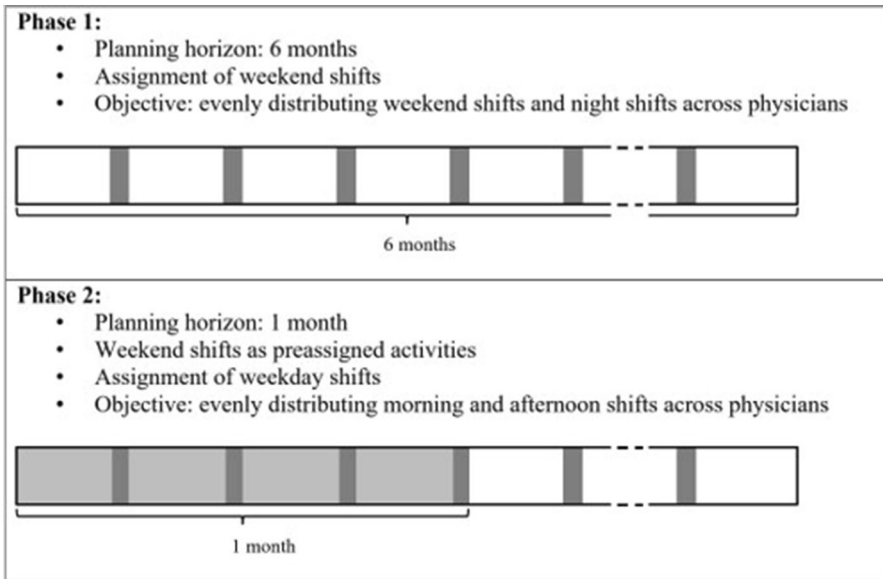 Phase 1:
• Planning horizon: 6 months
• Assignment of weekend shifts
• Objective: evenly distributing weekend shifts and night shifts across physicians
6 months
Phase 2:
• Planning horizon: 1 month
• Weekend shifts as preassigned activities
• Assignment of weekday shifts
• Objective: evenly distributing morning and afternoon shifts across physicians
1 month